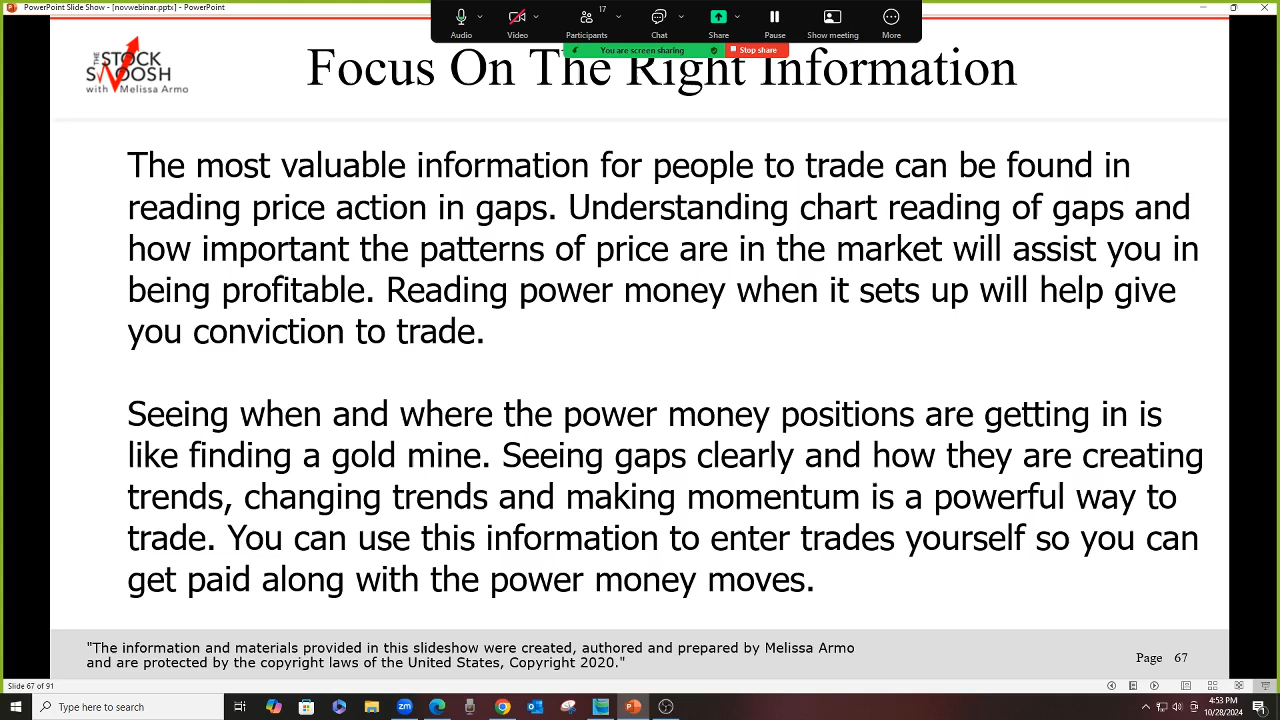 PowerPoint Slide Show - [novwebinar.pptx] - PowerPoint
17
Audio Video Participants Chat Share Pause Show meeting More
You are screen sharing Stop share
THE STOCK
SWOOSH
with Melissa Armo
Focus On The Right Information
The most valuable information for people to trade can be found in
reading price action in gaps. Understanding chart reading of gaps and
how important the patterns of price are in the market will assist you in
being profitable. Reading power money when it sets up will help give
you conviction to trade.
Seeing when and where the power money positions are getting in is
like finding a gold mine. Seeing gaps clearly and how they are creating
trends, changing trends and making momentum is a powerful way to
trade. You can use this information to enter trades yourself so you can
get paid along with the power money moves.
"The information and materials provided in this slideshow were created, authored and prepared by Melissa Armo
and are protected by the copyright laws of the United States, Copyright 2020."
Page 67
Slide 67 of 91
Type here to search
4:53 PM
10/28/2024